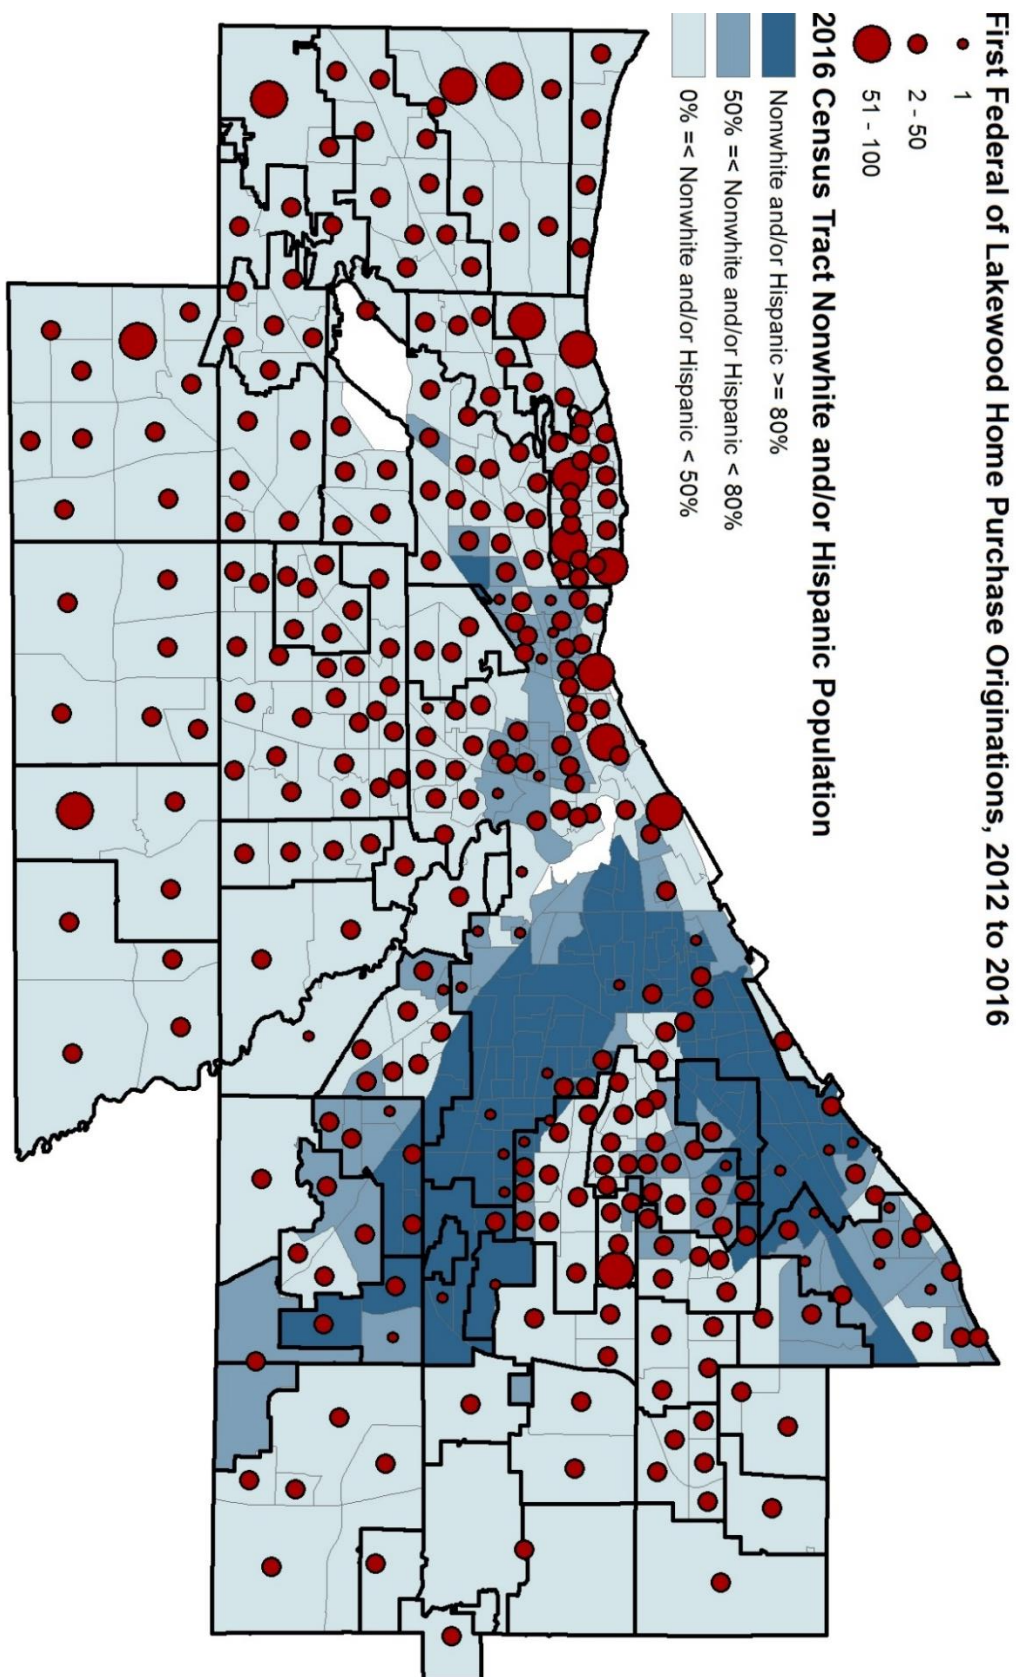 First Federal of Lakewood Home Purchase Originations, 2012 to 2016
1
2 - 50
51 - 100
2016 Census Tract Nonwhite and/or Hispanic Population
Nonwhite and/or Hispanic >= 80%
50% =< Nonwhite and/or Hispanic < 80%
0% =< Nonwhite and/or Hispanic < 50%